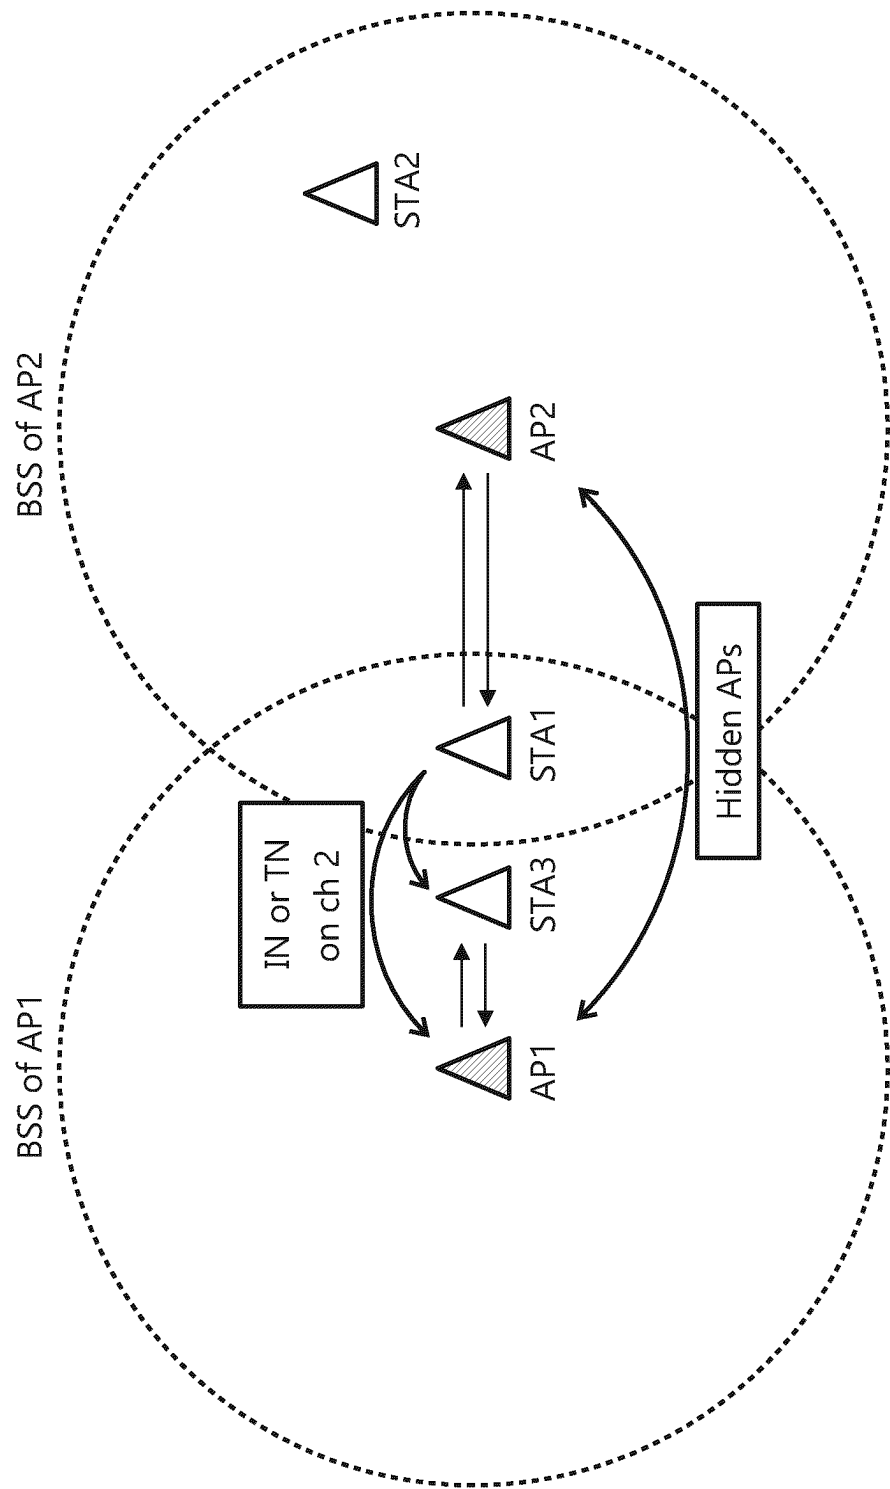 BSS of AP1
BSS of AP2
IN or TN
on ch 2
STA2
AP1
STA3
STA1
AP2
Hidden APs